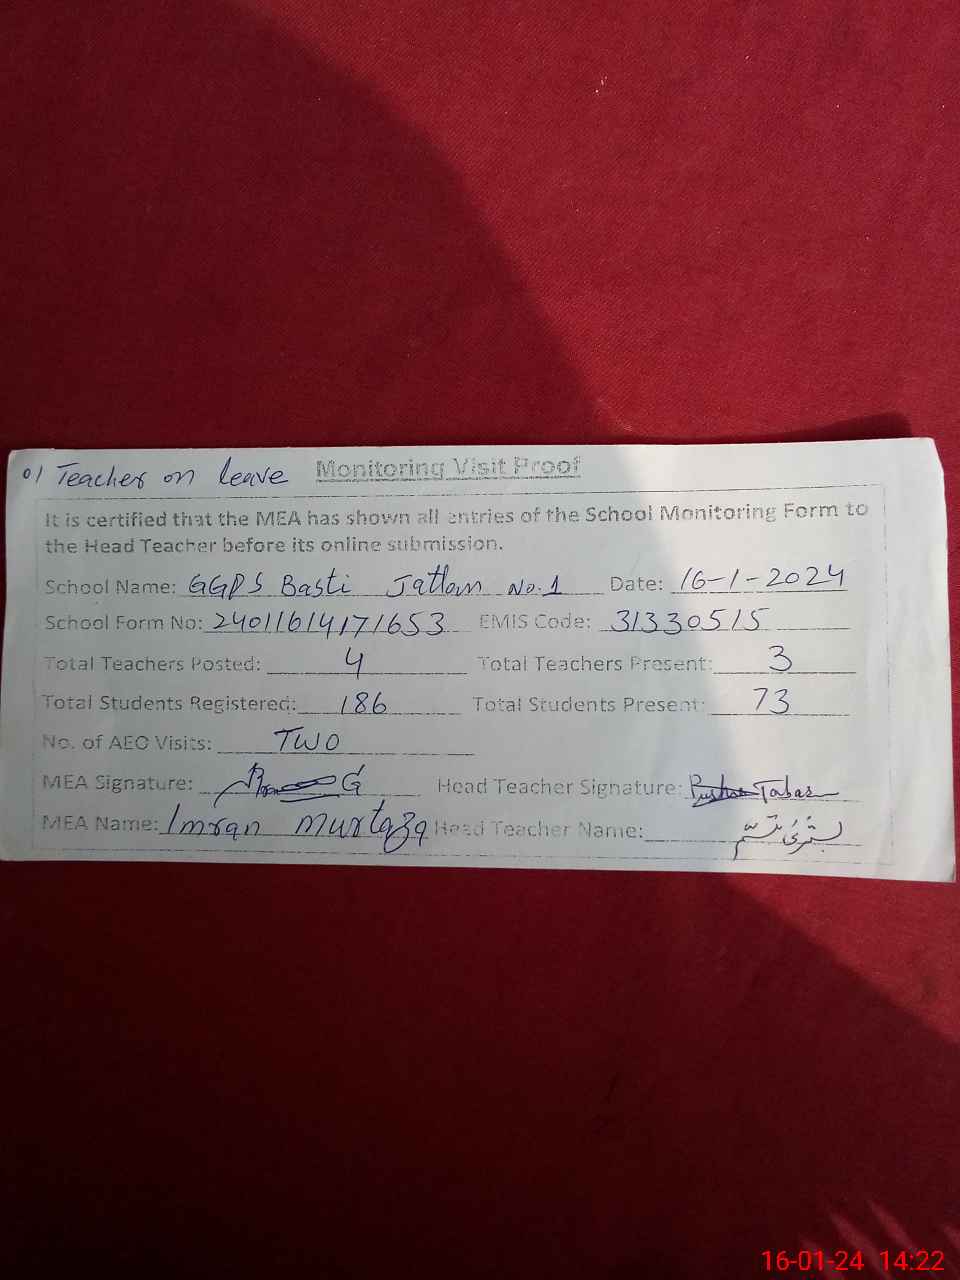 01 Teacher on leave Monitoring Visit Proof
It is certified that the MEA has shown all entries of the School Monitoring Form to
the Head Teacher before its online submission.
School Name: GGPS Basti Jatlam No.1 Date: 16-1-2024
School Form No: 24011614171653 EMIS Code: 31330515
Total Teachers Posted: 4 Total Teachers Present: 3
Total Students Registered: 186 Total Students Present: 73
No. of AEO Visits: TWO
MEA Signature: Head Teacher Signature: Bushra Tabasm
MEA Name: Imran Murtaza Head Teacher Name: بشریٰ تبسّم
16-01-24 14:22